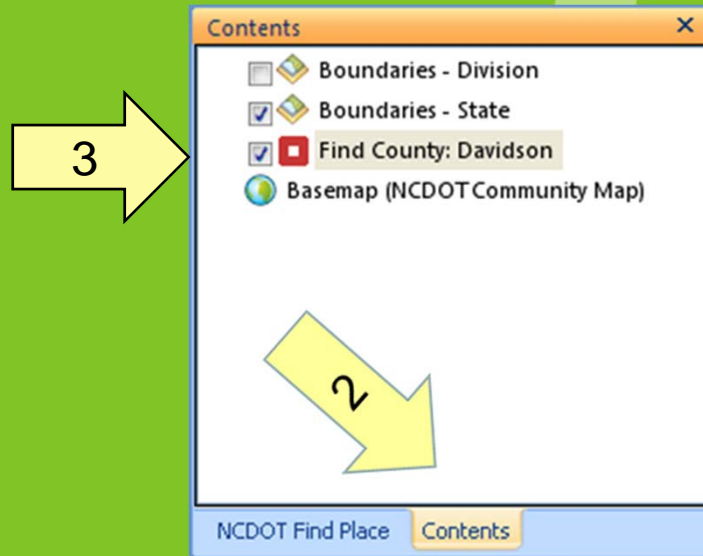 Contents
Boundaries - Division
Boundaries - State
3
Find County: Davidson
Basemap (NCDOT Community Map)
2
NCDOT Find Place
Contents